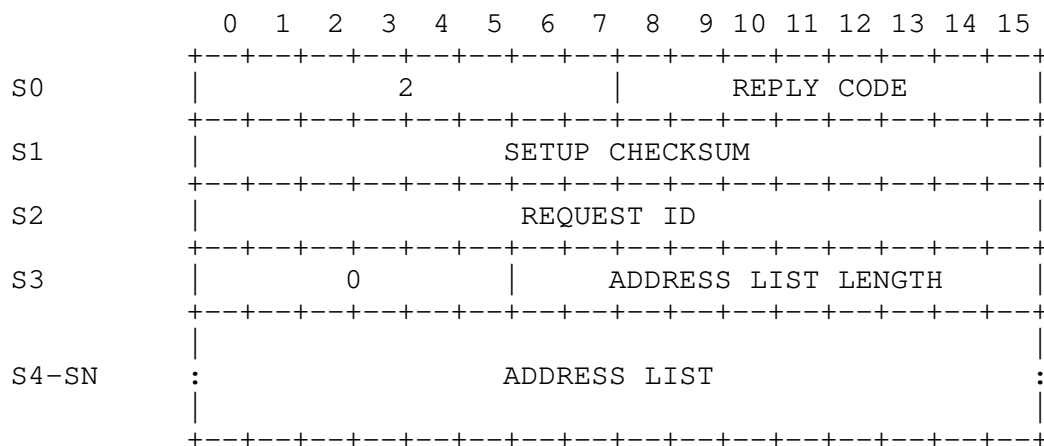 0 1 2 3 4 5 6 7 8 9 10 11 12 13 14 15
+--+--+--+--+--+--+--+--+--+--+--+--+--+--+--+--+
S0 | 2 | REPLY CODE |
+--+--+--+--+--+--+--+--+--+--+--+--+--+--+--+--+
S1 | SETUP CHECKSUM |
+--+--+--+--+--+--+--+--+--+--+--+--+--+--+--+--+
S2 | REQUEST ID |
+--+--+--+--+--+--+--+--+--+--+--+--+--+--+--+--+
S3 | 0 | ADDRESS LIST LENGTH |
+--+--+--+--+--+--+--+--+--+--+--+--+--+--+--+--+
| |
S4-SN : ADDRESS LIST :
| |
+--+--+--+--+--+--+--+--+--+--+--+--+--+--+--+--+